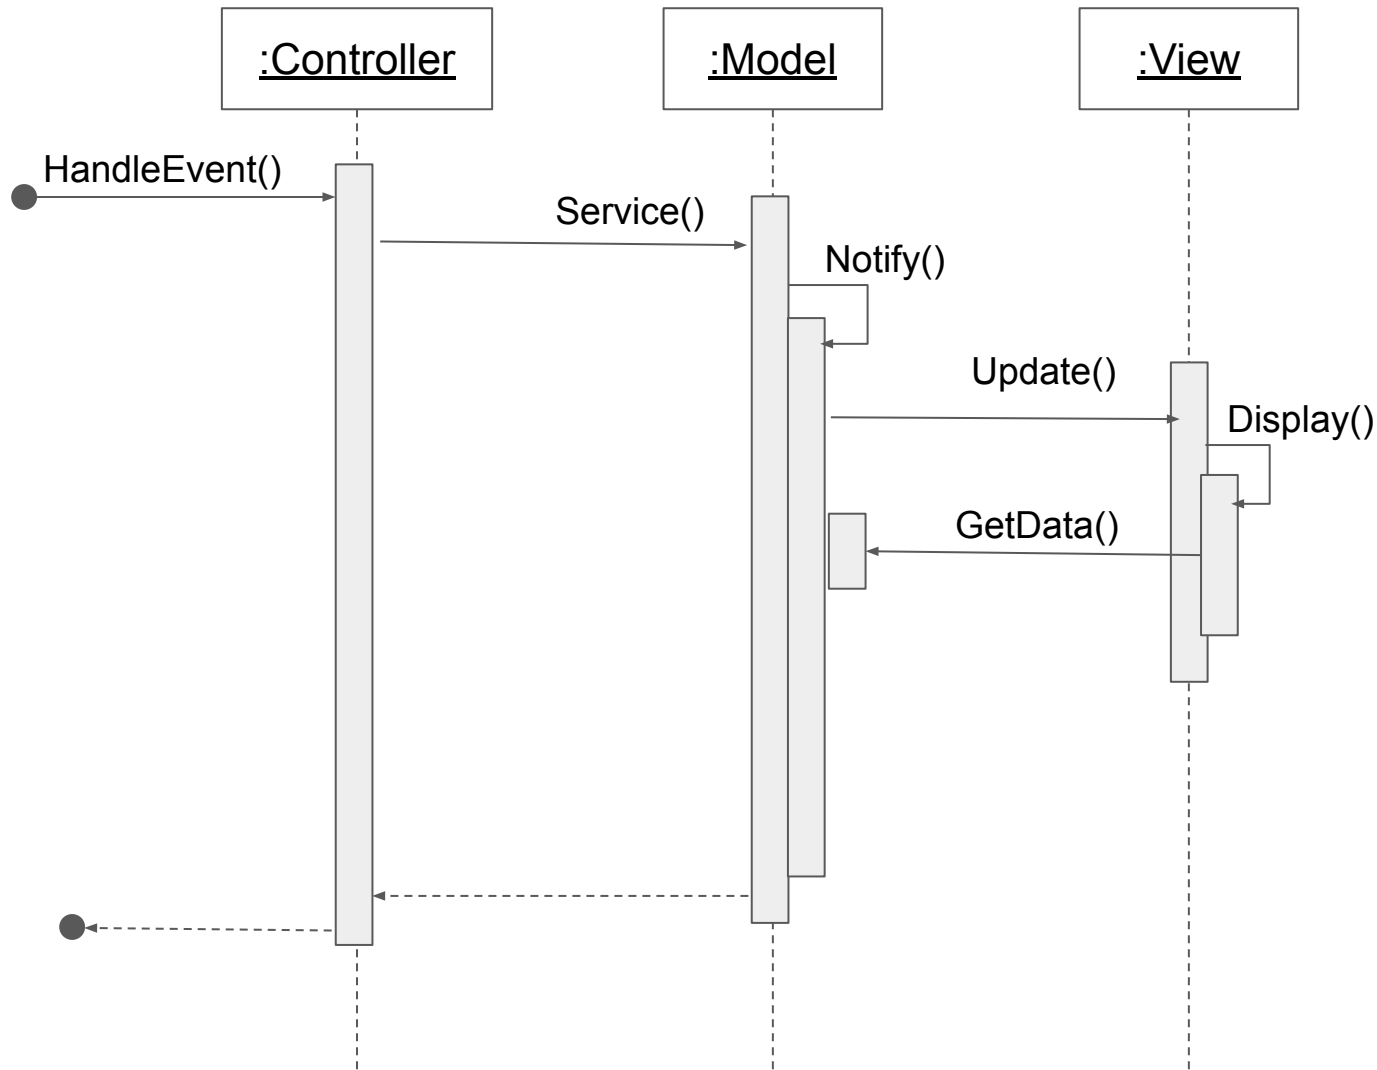 :Controller
:Model
:View
HandleEvent()
Service()
Notify()
Update()
Display()
GetData()